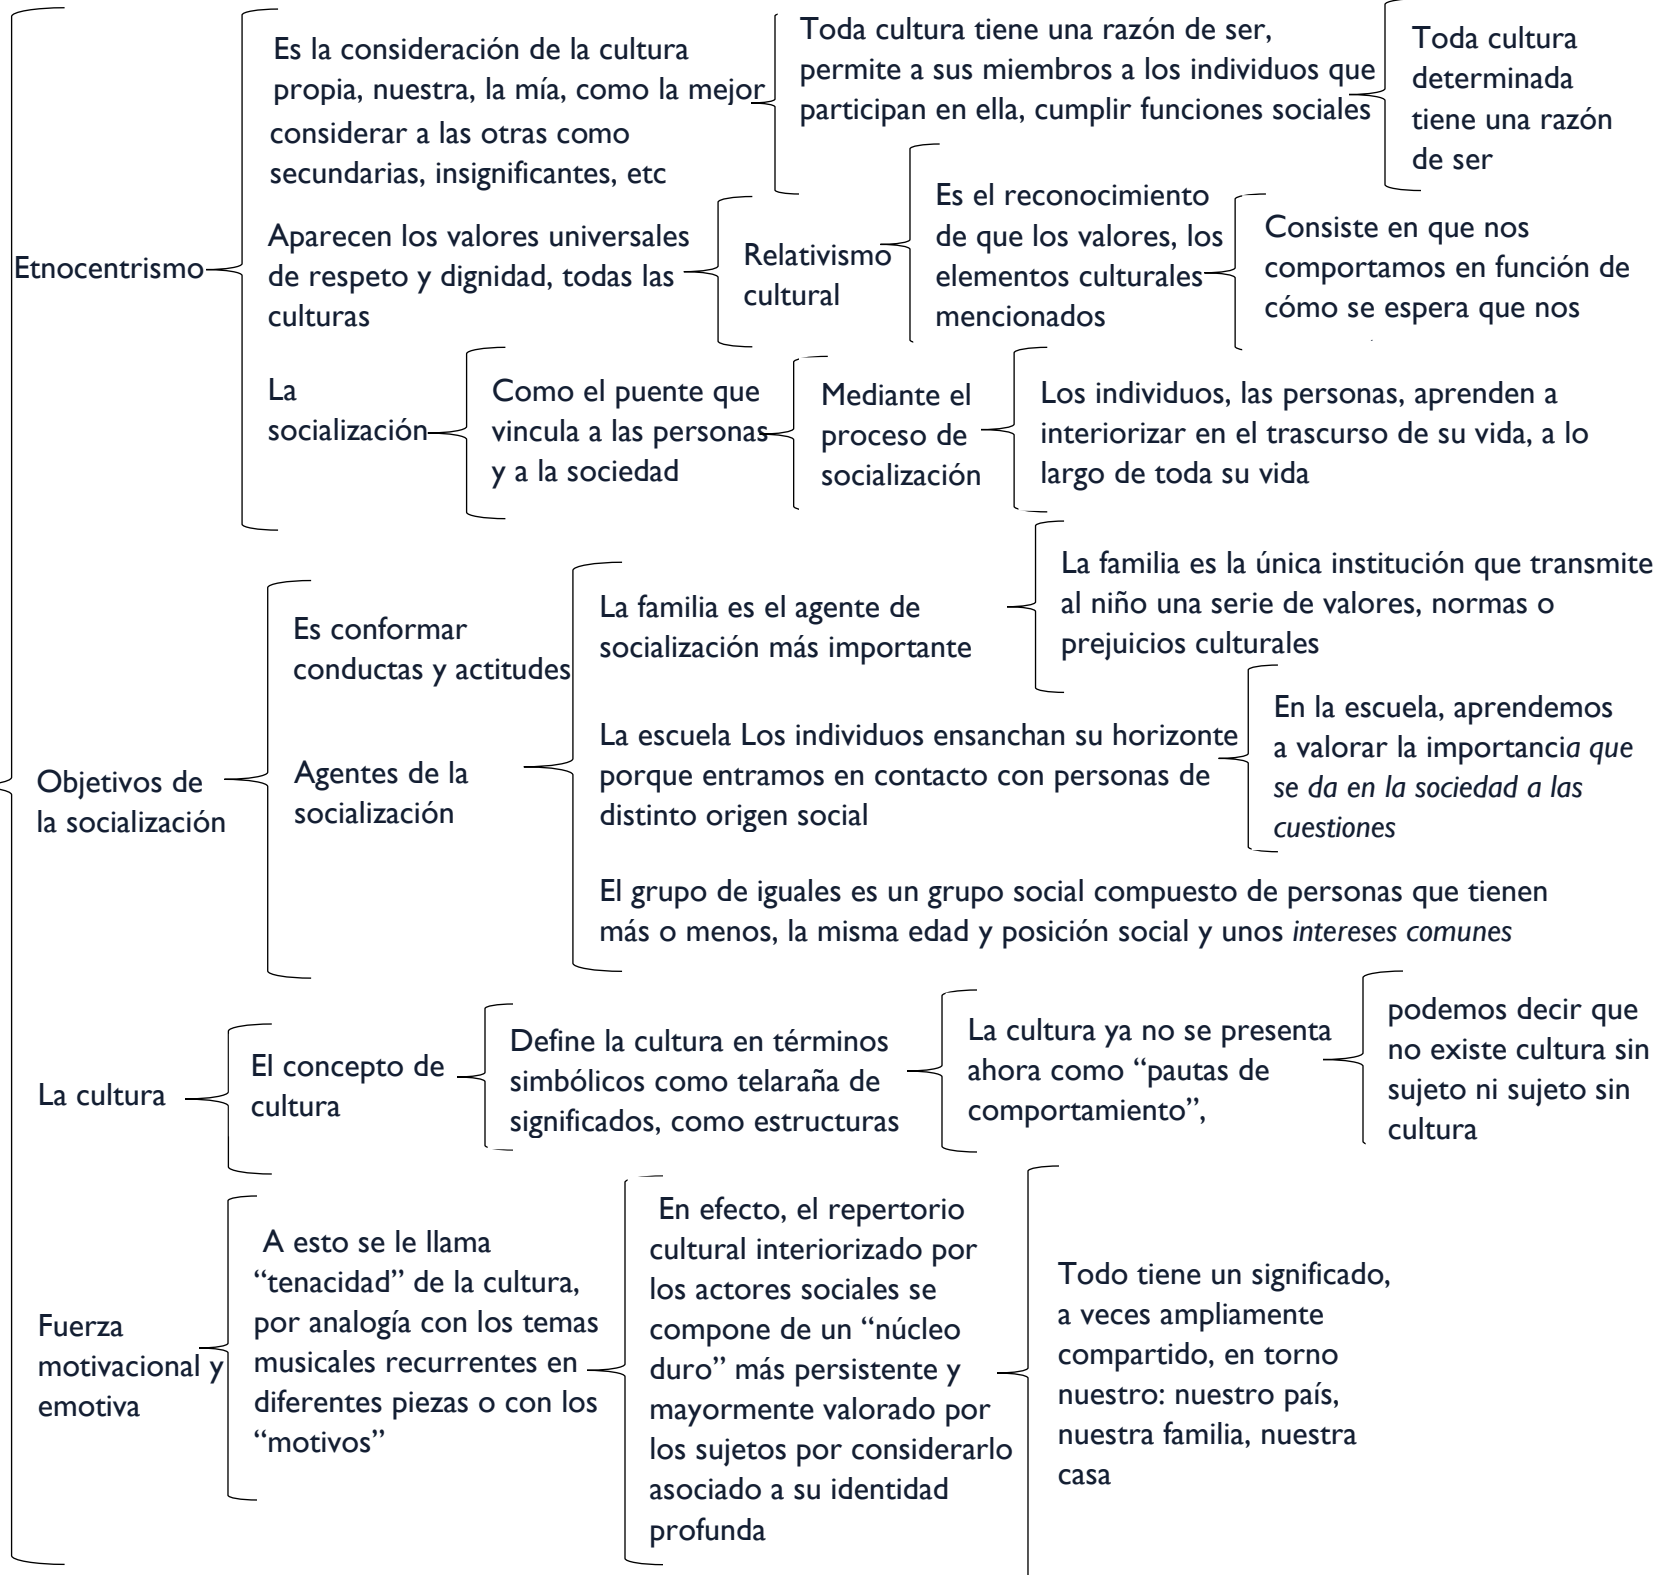 Etnocentrismo
Es la consideración de la cultura
propia, nuestra, la mía, como la mejor
considerar a las otras como
secundarias, insignificantes, etc
Toda cultura tiene una razón de ser,
permite a sus miembros a los individuos que
participan en ella, cumplir funciones sociales
Toda cultura
determinada
tiene una razón
de ser
Aparecen los valores universales
de respeto y dignidad, todas las
culturas
Relativismo
cultural
Es el reconocimiento
de que los valores, los
elementos culturales
mencionados
Consiste en que nos
comportamos en función de
cómo se espera que nos
La
socialización
Como el puente que
vincula a las personas
y a la sociedad
Mediante el
proceso de
socialización
Los individuos, las personas, aprenden a
interiorizar en el trascurso de su vida, a lo
largo de toda su vida
Objetivos de
la socialización
Es conformar
conductas y actitudes
Agentes de la
socialización
La familia es el agente de
socialización más importante
La familia es la única institución que transmite
al niño una serie de valores, normas o
prejuicios culturales
La escuela Los individuos ensanchan su horizonte
porque entramos en contacto con personas de
distinto origen social
En la escuela, aprendemos
a valorar la importancia que
se da en la sociedad a las
cuestiones
El grupo de iguales es un grupo social compuesto de personas que tienen
más o menos, la misma edad y posición social y unos intereses comunes
La cultura
El concepto de
cultura
Define la cultura en términos
simbólicos como telaraña de
significados, como estructuras
La cultura ya no se presenta
ahora como “pautas de
comportamiento”,
podemos decir que
no existe cultura sin
sujeto ni sujeto sin
cultura
Fuerza
motivacional y
emotiva
A esto se le llama
“tenacidad” de la cultura,
por analogía con los temas
musicales recurrentes en
diferentes piezas o con los
“motivos”
En efecto, el repertorio
cultural interiorizado por
los actores sociales se
compone de un “núcleo
duro” más persistente y
mayormente valorado por
los sujetos por considerarlo
asociado a su identidad
profunda
Todo tiene un significado,
a veces ampliamente
compartido, en torno
nuestro: nuestro país,
nuestra familia, nuestra
casa